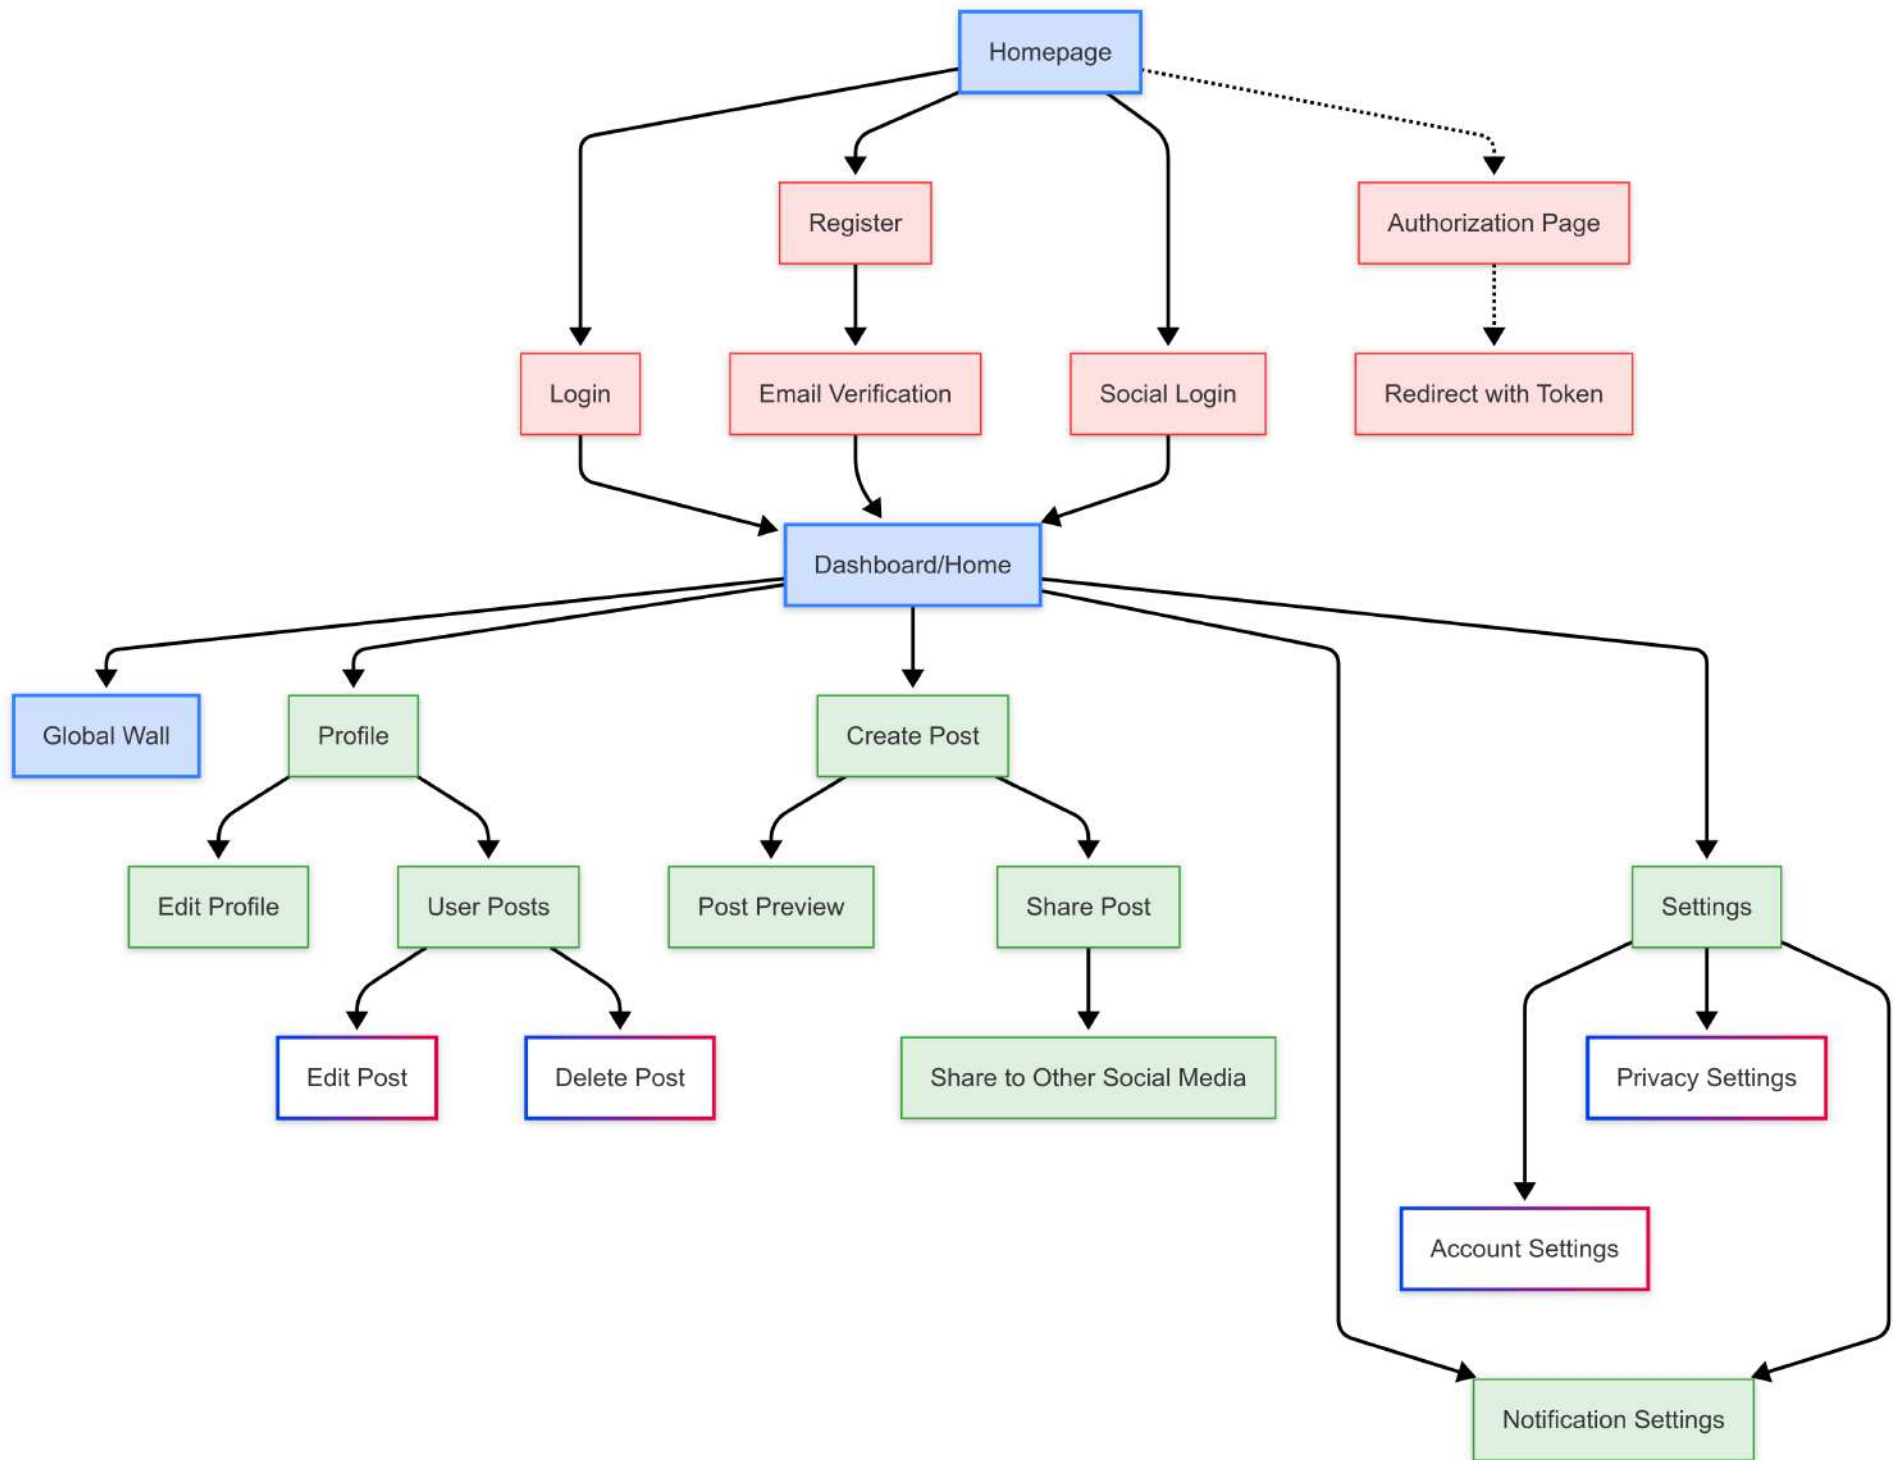 Homepage
Register
Authorization Page
Login
Email Verification
Social Login
Redirect with Token
Dashboard/Home
Global Wall
Profile
Create Post
Edit Profile
User Posts
Post Preview
Share Post
Settings
Edit Post
Delete Post
Share to Other Social Media
Privacy Settings
Account Settings
Notification Settings